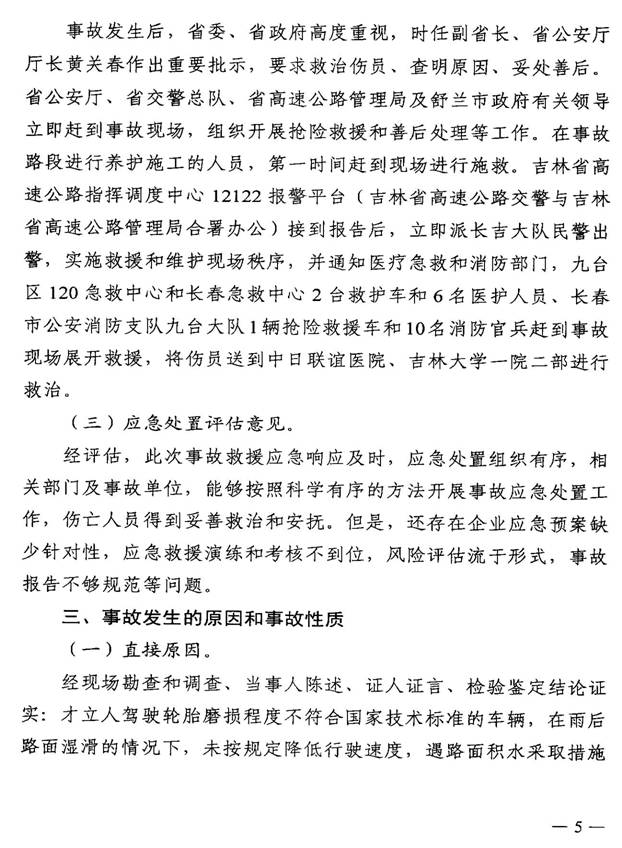 事故发生后，省委、省政府高度重视，时任副省长、省公安厅
厅长黄关春作出重要批示，要求救治伤员、查明原因、妥处善后。
省公安厅、省交警总队、省高速公路管理局及舒兰市政府有关领导
立即赶到事故现场，组织开展抢险救援和善后处理等工作。在事故
路段进行养护施工的人员，第一时间赶到现场进行施救。吉林省高
速公路指挥调度中心 12122 报警平台（吉林省高速公路交警与吉林
省高速公路管理局合署办公）接到报告后，立即派长吉大队民警出
警，实施救援和维护现场秩序，并通知医疗急救和消防部门，九台
区 120 急救中心和长春急救中心 2 台救护车和 6 名医护人员、长春
市公安消防支队九台大队 1 辆抢险救援车和 10 名消防官兵赶到事故
现场展开救援，将伤员送到中日联谊医院、吉林大学一院二部进行
救治。
（三）应急处置评估意见。
经评估，此次事故救援应急响应及时，应急处置组织有序，相
关部门及事故单位，能够按照科学有序的方法开展事故应急处置工
作，伤亡人员得到妥善救治和安抚。但是，还存在企业应急预案缺
少针对性，应急救援演练和考核不到位，风险评估流于形式，事故
报告不够规范等问题。
三、事故发生的原因和事故性质
（一）直接原因。
经现场勘查和调查、当事人陈述、证人证言、检验鉴定结论证
实：才立人驾驶轮胎磨损程度不符合国家技术标准的车辆，在雨后
路面湿滑的情况下，未按规定降低行驶速度，遇路面积水采取措施
— 5 —